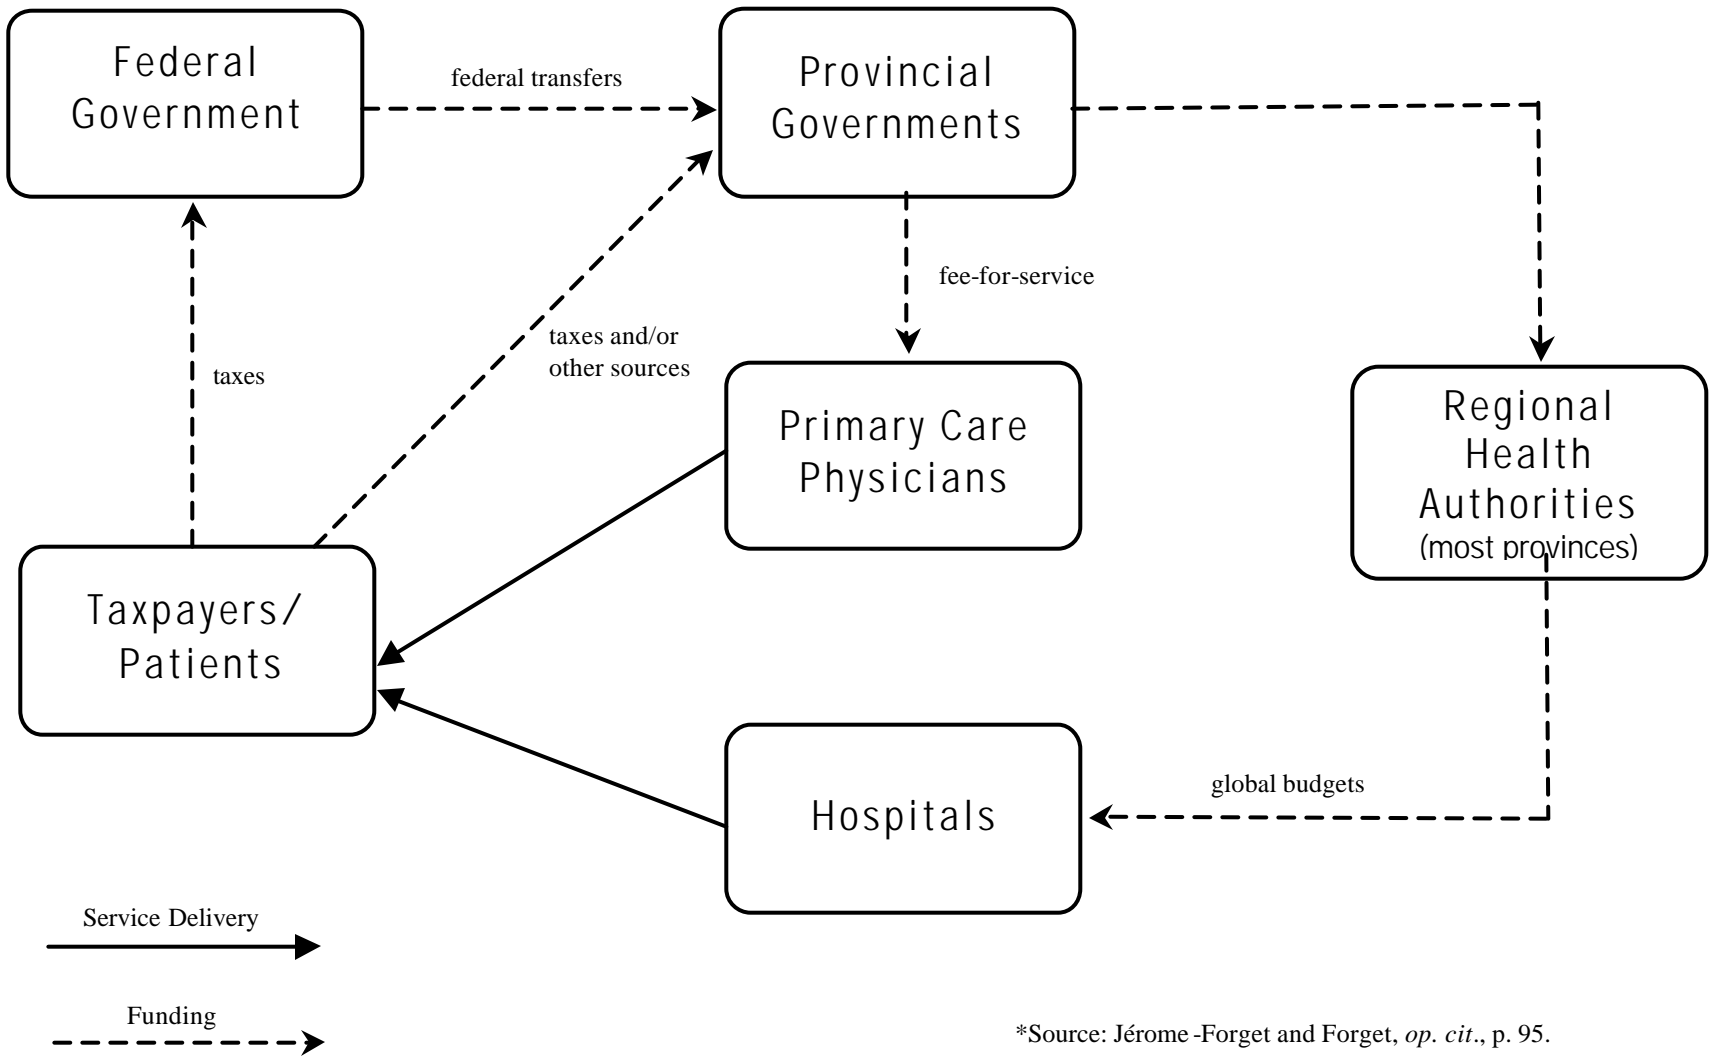 Federal
Government
federal transfers
Provincial
Governments
fee-for-service
taxes and/or
other sources
taxes
Primary Care
Physicians
Regional
Health
Authorities
(most provinces)
Taxpayers/
Patients
global budgets
Hospitals
Service Delivery
Funding
*Source: Jérome-Forget and Forget, op. cit., p. 95.